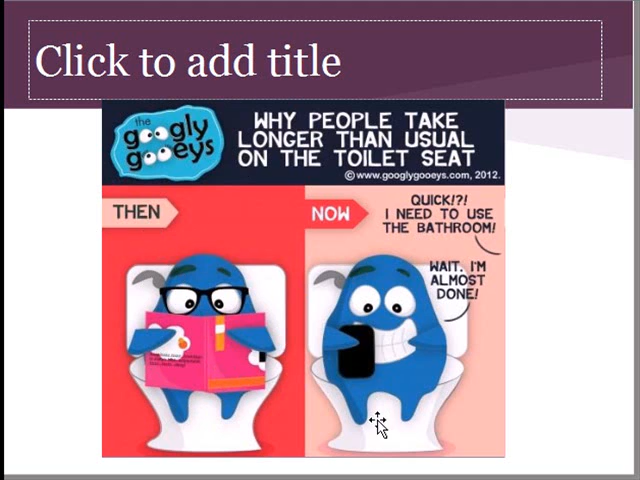 Click to add title
the
googly
gooeys
WHY PEOPLE TAKE
LONGER THAN USUAL
ON THE TOILET SEAT
©www.googlygooeys.com, 2012.
THEN
NOW
QUICK!?!
I NEED TO USE
THE BATHROOM!
WAIT. I'M
ALMOST
DONE!